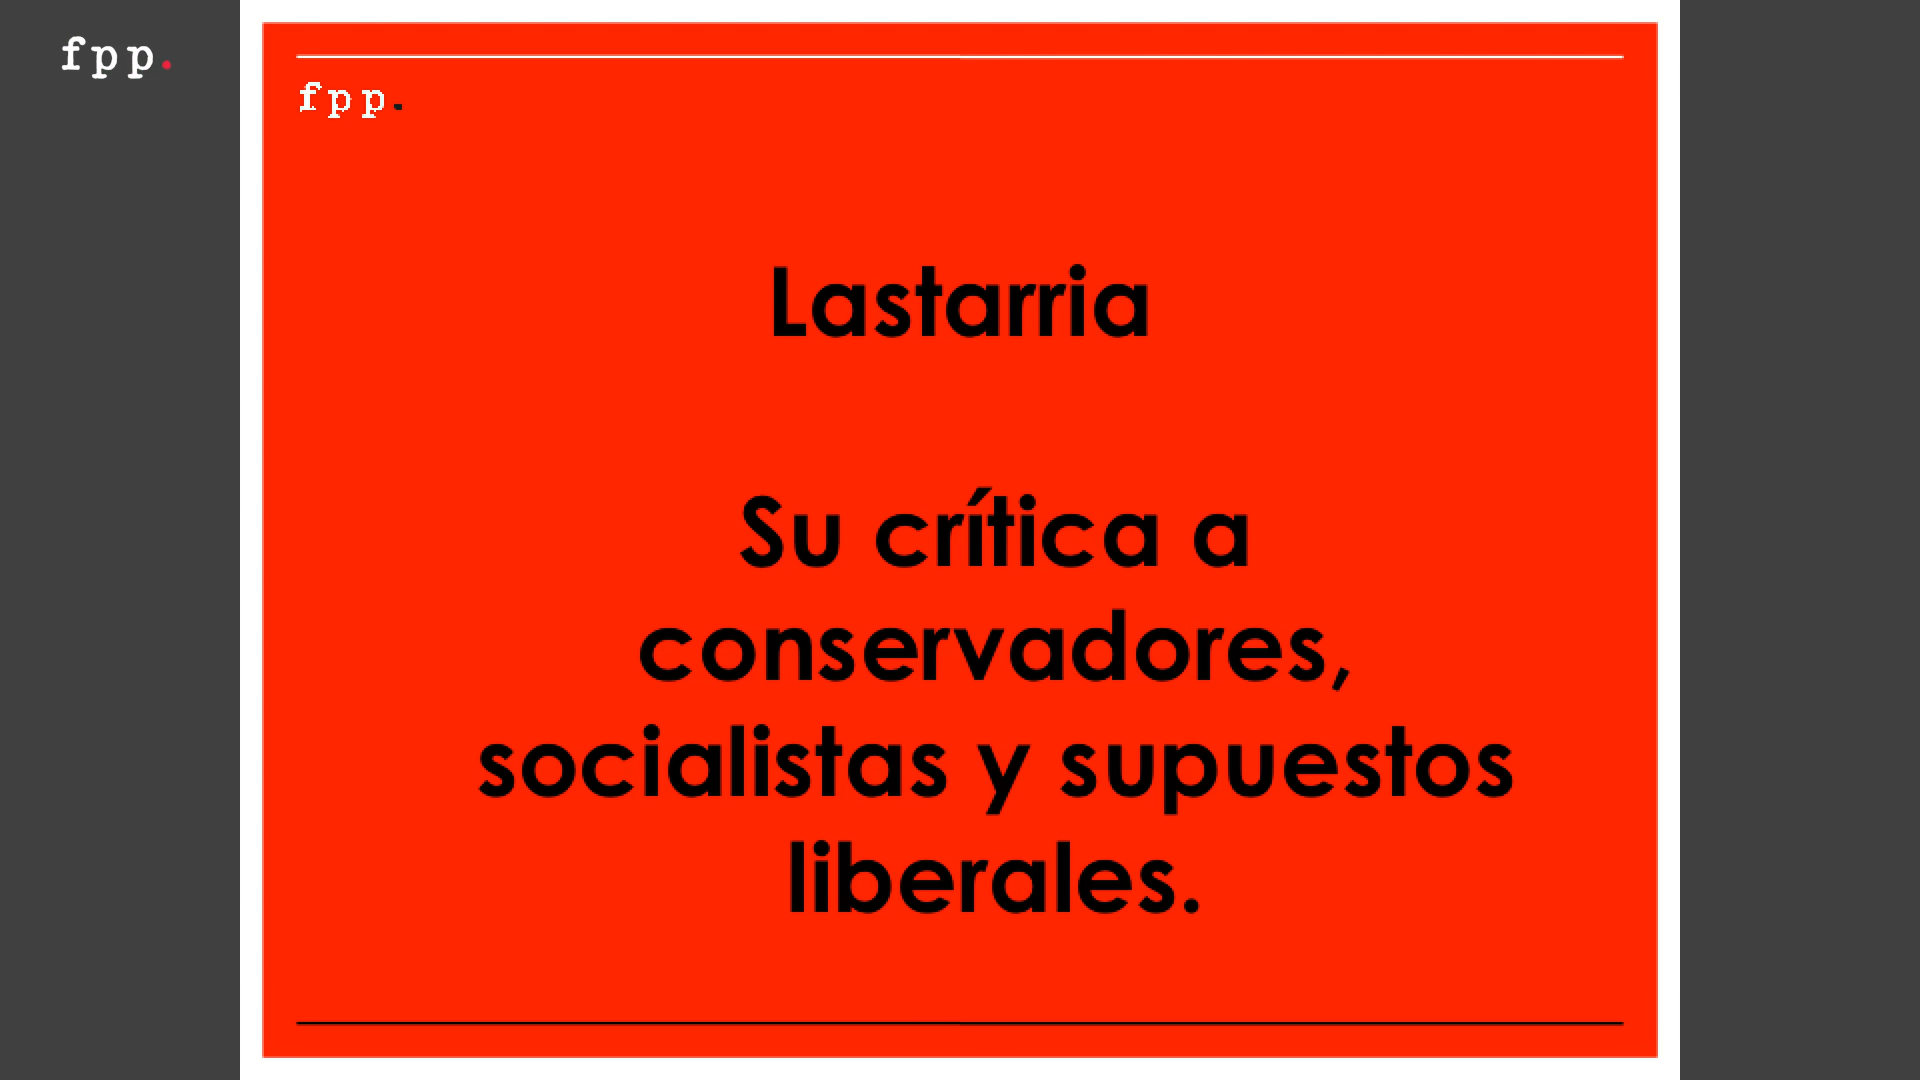 fpp.
fpp.
Lastarria
Su crítica a
conservadores,
socialistas y supuestos
liberales.